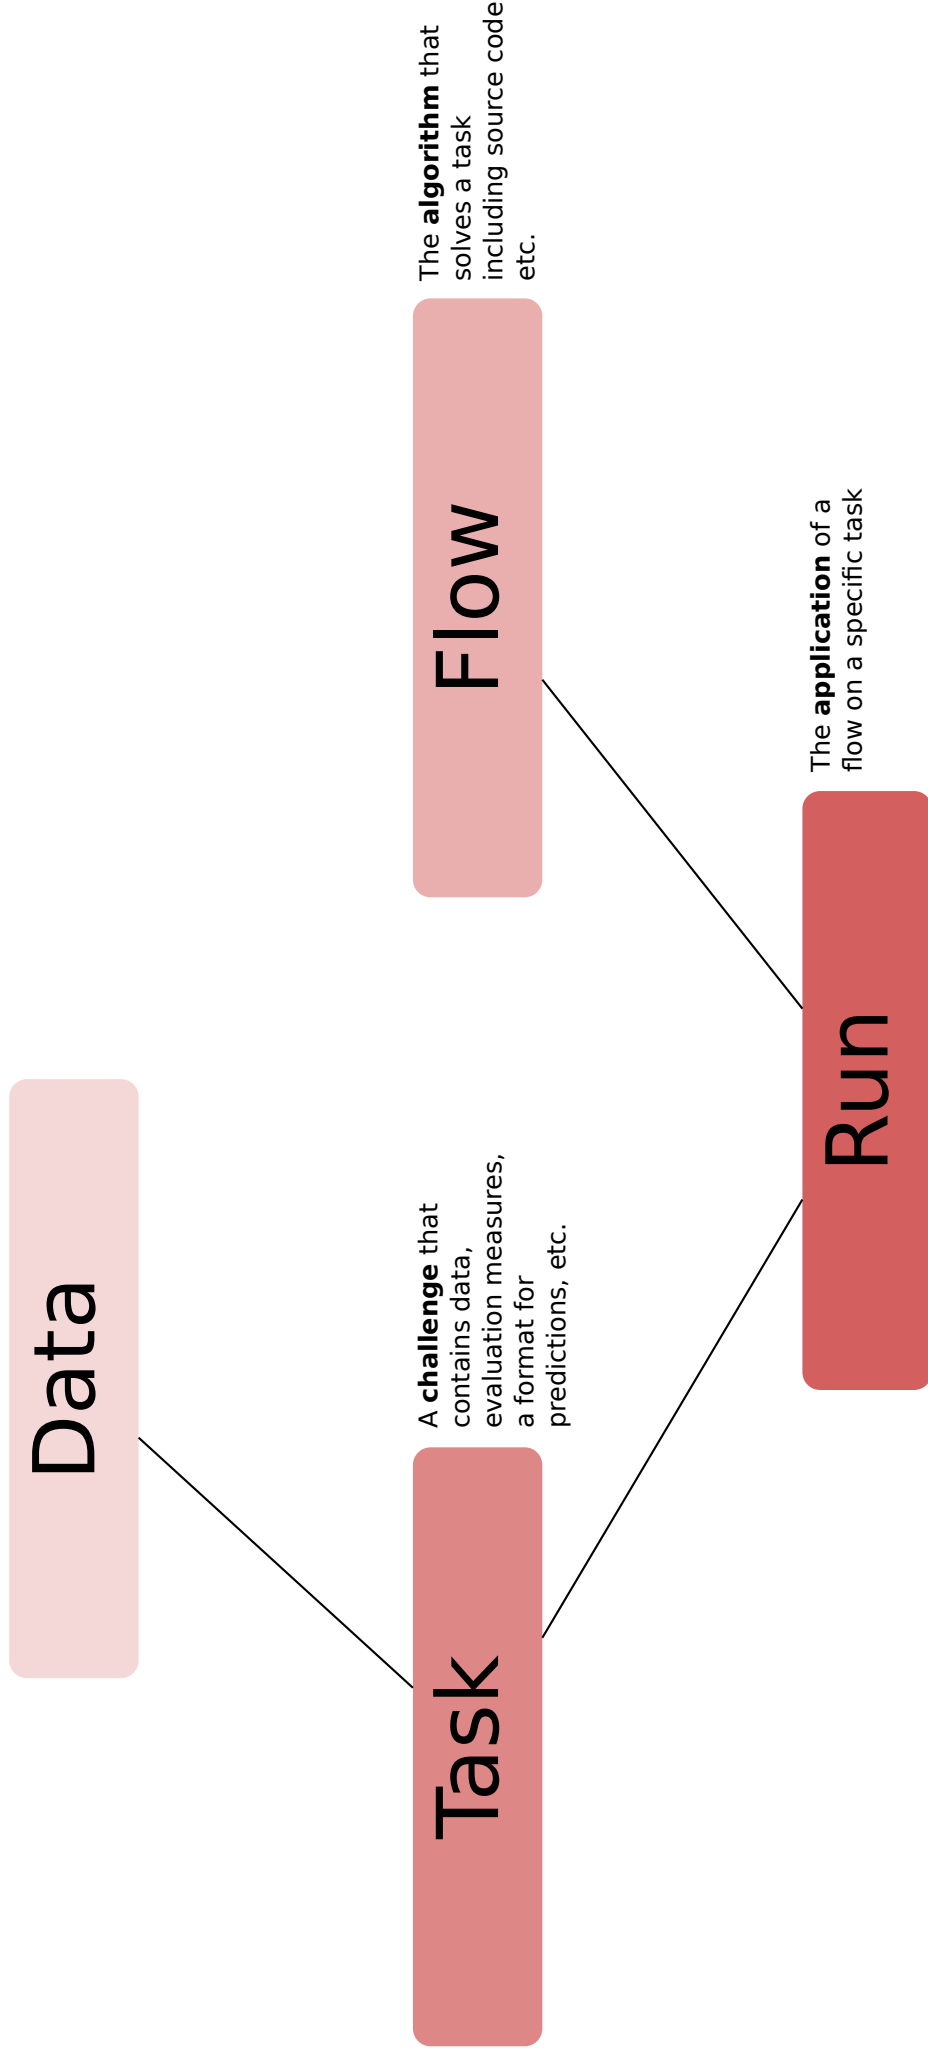 Data
Task
A challenge that
contains data,
evaluation measures,
a format for
predictions, etc.
Flow
The algorithm that
solves a task
including source code
etc.
Run
The application of a
flow on a specific task